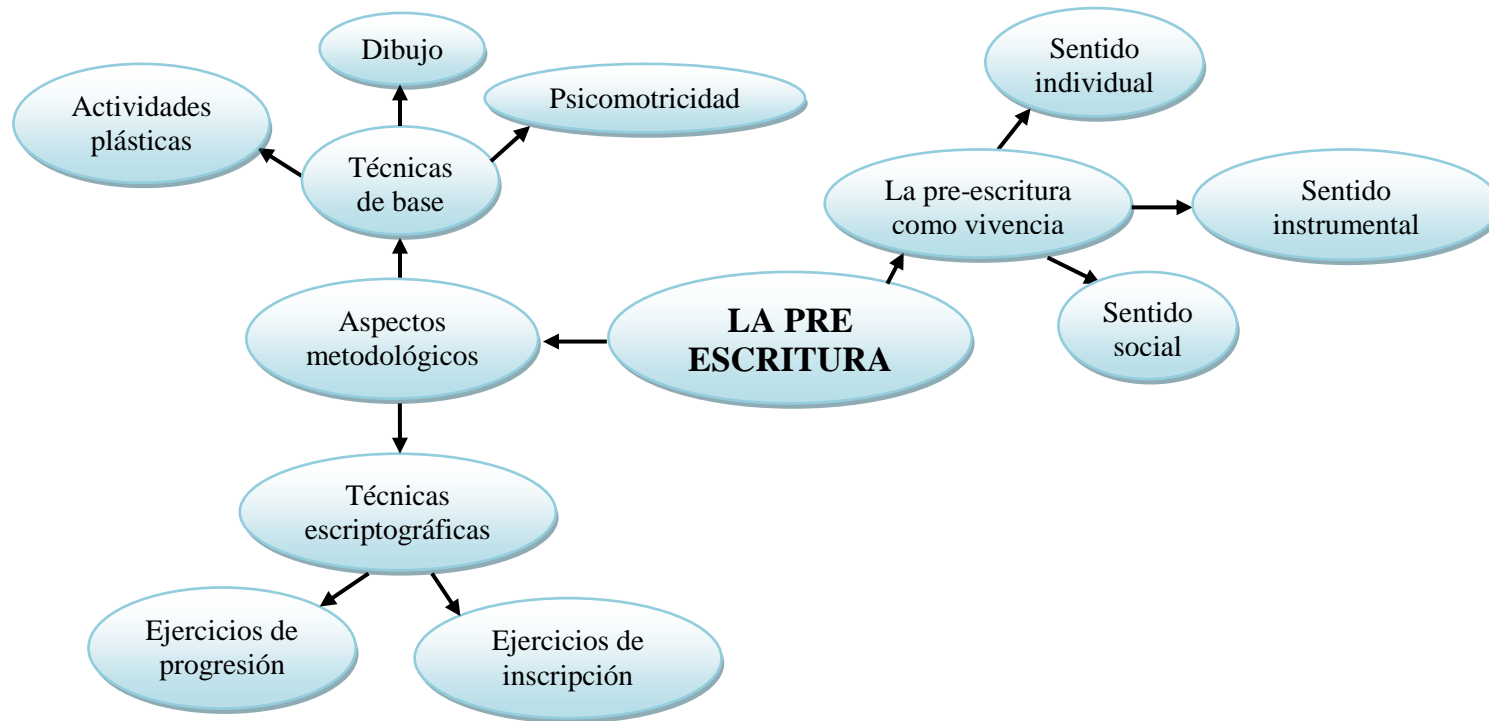 Dibujo
Psicomotricidad
Actividades
plásticas
Técnicas
de base
Sentido
individual
La pre-escritura
como vivencia
Sentido
instrumental
Sentido
social
LA PRE
ESCRITURA
Aspectos
metodológicos
Técnicas
escriptográficas
Ejercicios de
progresión
Ejercicios de
inscripción